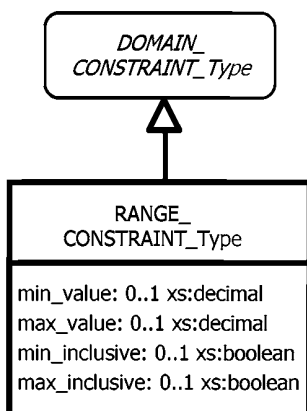 DOMAIN_
CONSTRAINT_Type
RANGE_
CONSTRAINT_Type
min_value: 0..1 xs:decimal
max_value: 0..1 xs:decimal
min_inclusive: 0..1 xs:boolean
max_inclusive: 0..1 xs:boolean